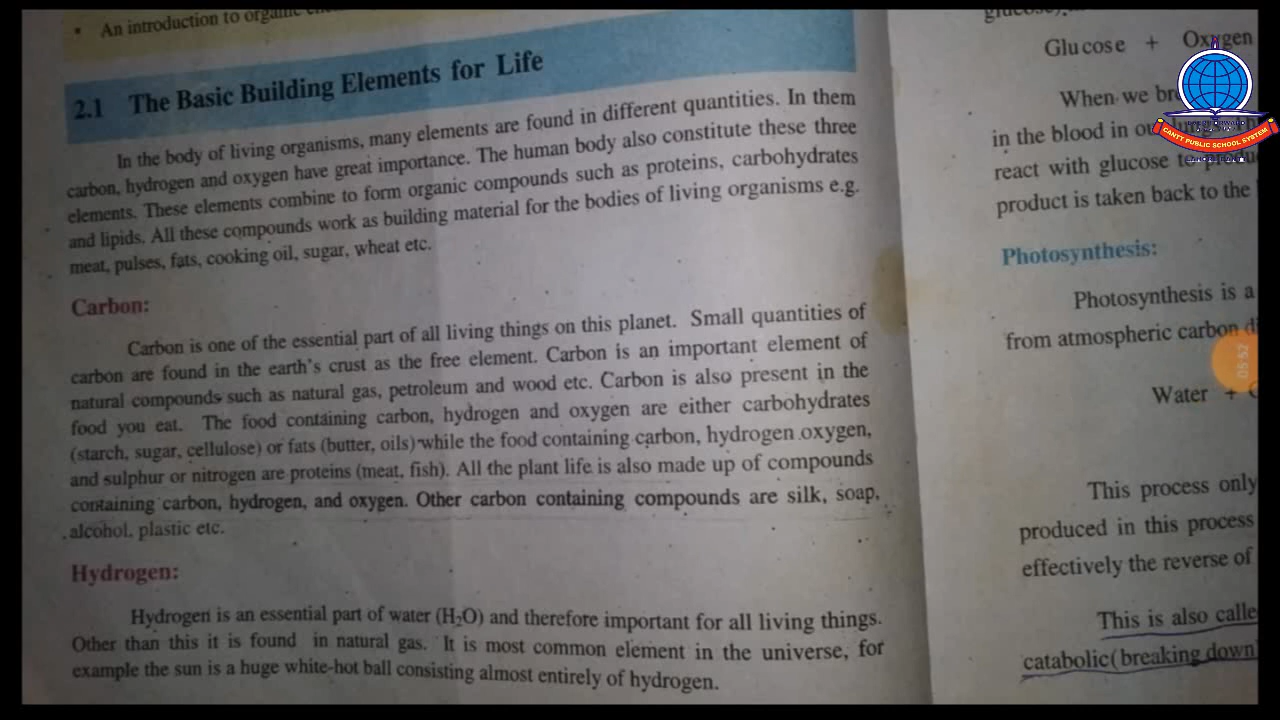 • An introduction to organic
2.1 The Basic Building Elements for Life
In the body of living organisms, many elements are found in different quantities. In them
carbon, hydrogen and oxygen have great importance. The human body also constitute these three
elements. These elements combine to form organic compounds such as proteins, carbohydrates
and lipids. All these compounds work as building material for the bodies of living organisms e.g.
meat, pulses, fats, cooking oil, sugar, wheat etc.
Carbon:
Carbon is one of the essential part of all living things on this planet. Small quantities of
carbon are found in the earth's crust as the free element. Carbon is an important element of
natural compounds such as natural gas, petroleum and wood etc. Carbon is also present in the
food you eat. The food containing carbon, hydrogen and oxygen are either carbohydrates
(starch, sugar, cellulose) or fats (butter, oils) while the food containing carbon, hydrogen oxygen,
and sulphur or nitrogen are proteins (meat, fish). All the plant life is also made up of compounds
containing carbon, hydrogen, and oxygen. Other carbon containing compounds are silk, soap,
alcohol, plastic etc.
Hydrogen:
Hydrogen is an essential part of water (H₂O) and therefore important for all living things.
Other than this it is found in natural gas. It is most common element in the universe, for
example the sun is a huge white-hot ball consisting almost entirely of hydrogen.
Glucose + Oxygen
When we
in the blood in
react with glucose to
product is taken back to the
Photosynthesis:
Photosynthesis is a
from atmospheric carbon
Water +
This process only
produced in this process
effectively the reverse of
This is also
catabolic(breaking down
CANTT PUBLIC SCHOOL SYSTEM
05:52